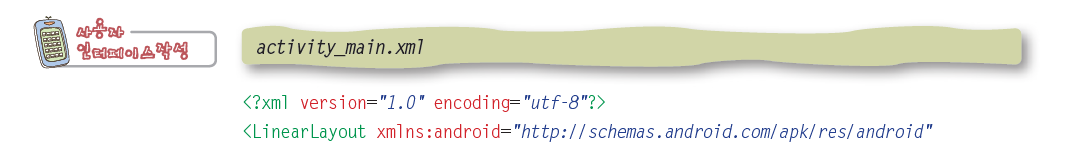 사용자
인터페이스작성
activity_main.xml
<?xml version="1.0" encoding="utf-8"?>
<LinearLayout xmlns:android="http://schemas.android.com/apk/res/android"